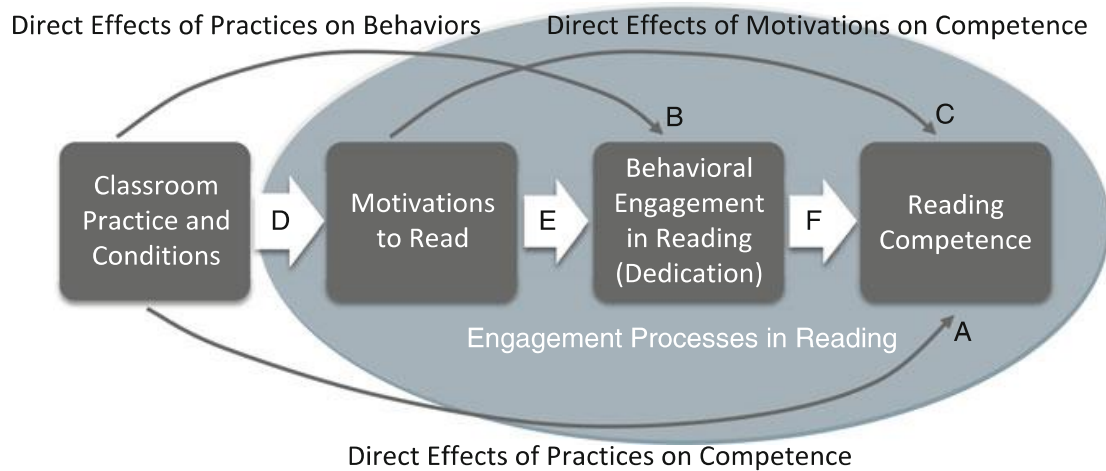 Direct Effects of Practices on Behaviors
Direct Effects of Motivations on Competence
B
C
Classroom
Practice and
Conditions
D
Motivations
to Read
E
Behavioral
Engagement
in Reading
(Dedication)
F
Reading
Competence
Engagement Processes in Reading
A
Direct Effects of Practices on Competence